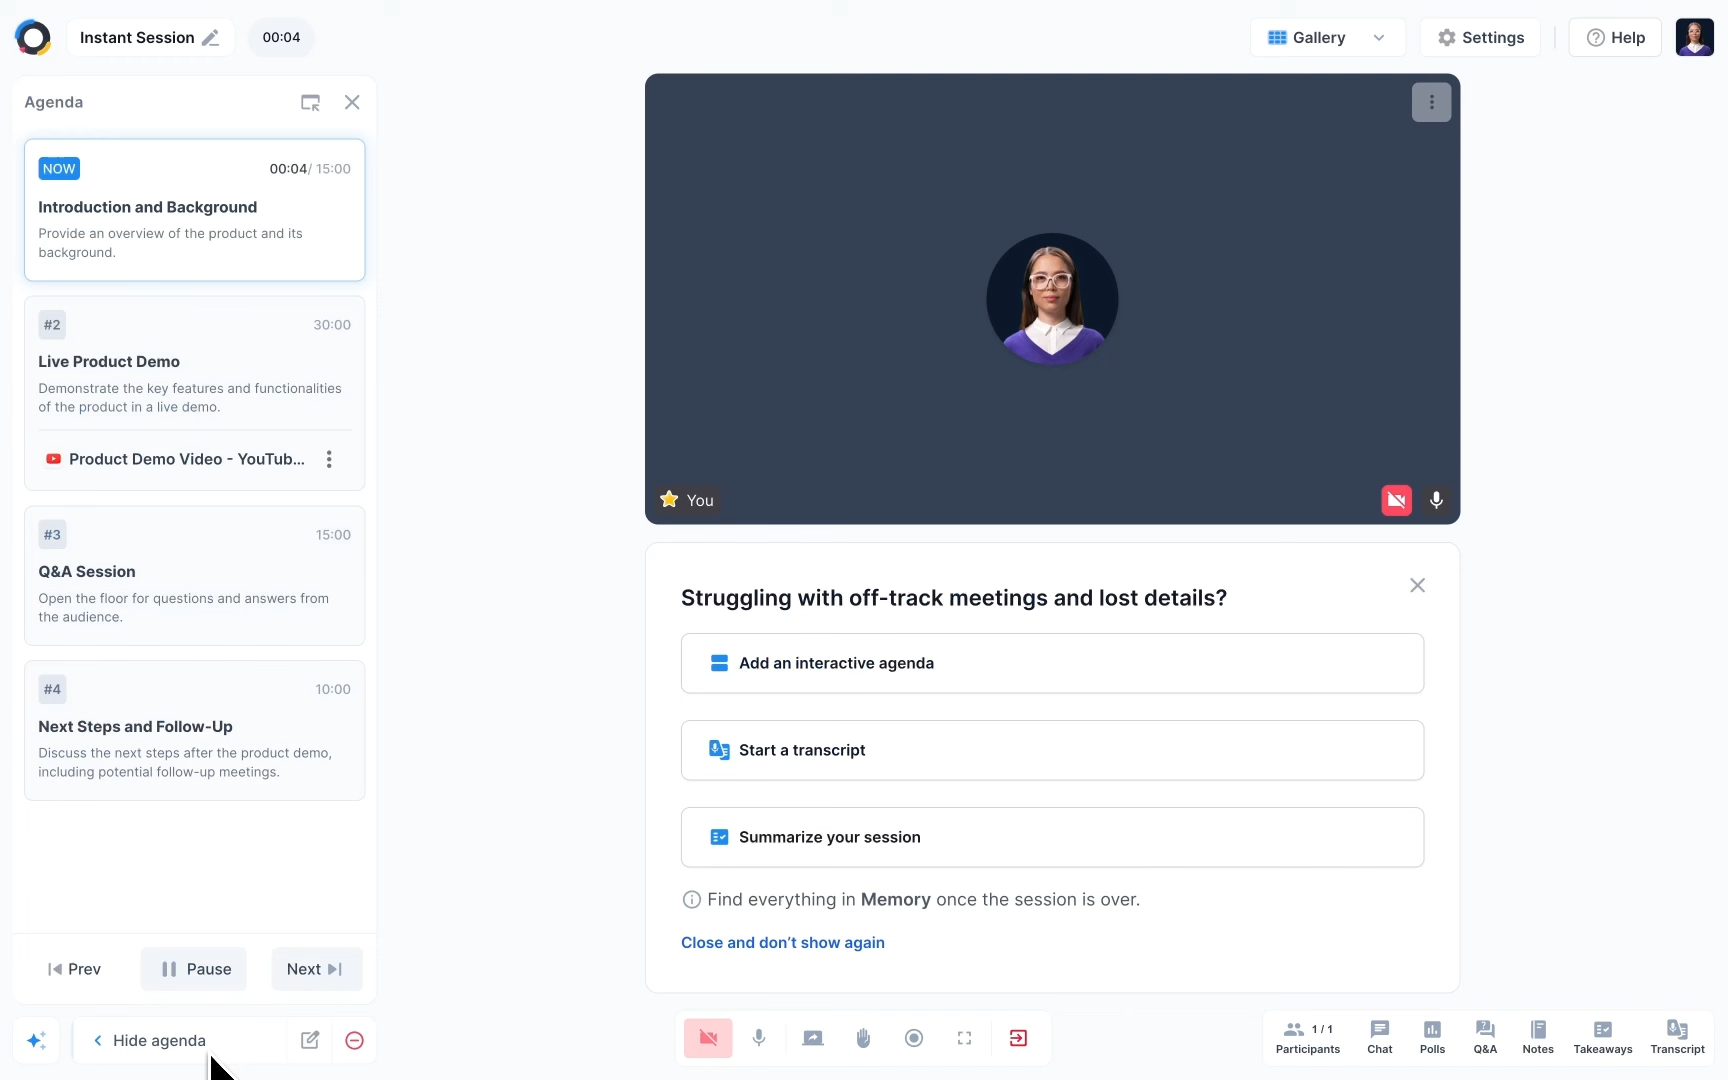 Instant Session
00:04
Gallery
Settings
Help
Agenda
NOW
00:04/ 15:00
Introduction and Background
Provide an overview of the product and its
background.
#2
30:00
Live Product Demo
Demonstrate the key features and functionalities
of the product in a live demo.
Product Demo Video - YouTub...
#3
15:00
Q&A Session
Open the floor for questions and answers from
the audience.
#4
10:00
Next Steps and Follow-Up
Discuss the next steps after the product demo,
including potential follow-up meetings.
Prev
Pause
Next
Hide agenda
You
Struggling with off-track meetings and lost details?
Add an interactive agenda
Start a transcript
Summarize your session
Find everything in Memory once the session is over.
Close and don't show again
1 / 1
Participants
Chat
Polls
Q&A
Notes
Takeaways
Transcript